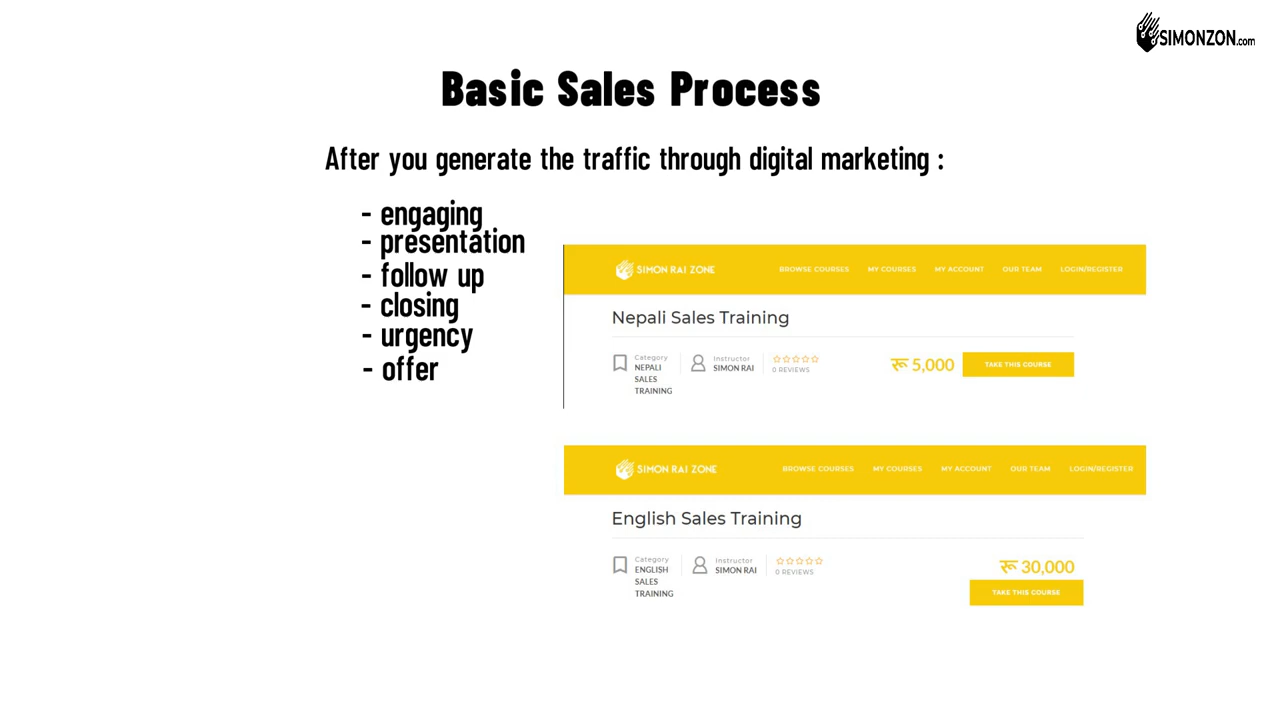 SIMONZON.com
Basic Sales Process
After you generate the traffic through digital marketing :
- engaging
- presentation
- follow up
- closing
- urgency
- offer
SIMON RAI ZONE BROWSE COURSES MY COURSES MY ACCOUNT OUR TEAM LOGIN/REGISTER
Nepali Sales Training
Category
NEPALI
SALES
TRAINING
Instructor
SIMON RAI
0 REVIEWS
रू 5,000
TAKE THIS COURSE
SIMON RAI ZONE BROWSE COURSES MY COURSES MY ACCOUNT OUR TEAM LOGIN/REGISTER
English Sales Training
Category
ENGLISH
SALES
TRAINING
Instructor
SIMON RAI
0 REVIEWS
रू 30,000
TAKE THIS COURSE